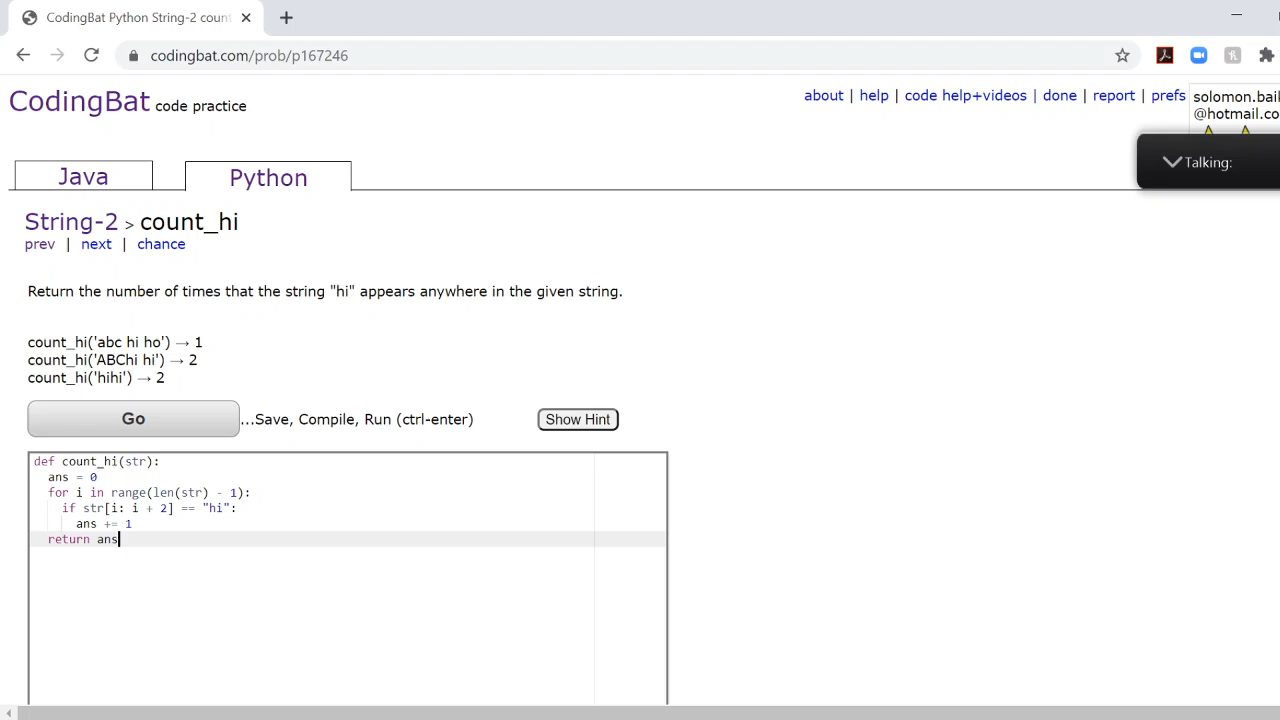 CodingBat Python String-2 count
codingbat.com/prob/p167246
CodingBat code practice
about | help | code help+videos | done | report | prefs
solomon.bail
@hotmail.co
Talking:
Java
Python
String-2 > count_hi
prev | next | chance
Return the number of times that the string "hi" appears anywhere in the given string.
count_hi('abc hi ho') → 1
count_hi('ABChi hi') → 2
count_hi('hihi') → 2
Go
...Save, Compile, Run (ctrl-enter)
Show Hint
def count_hi(str):
ans = 0
for i in range(len(str) - 1):
if str[i: i + 2] == "hi":
ans += 1
return ans